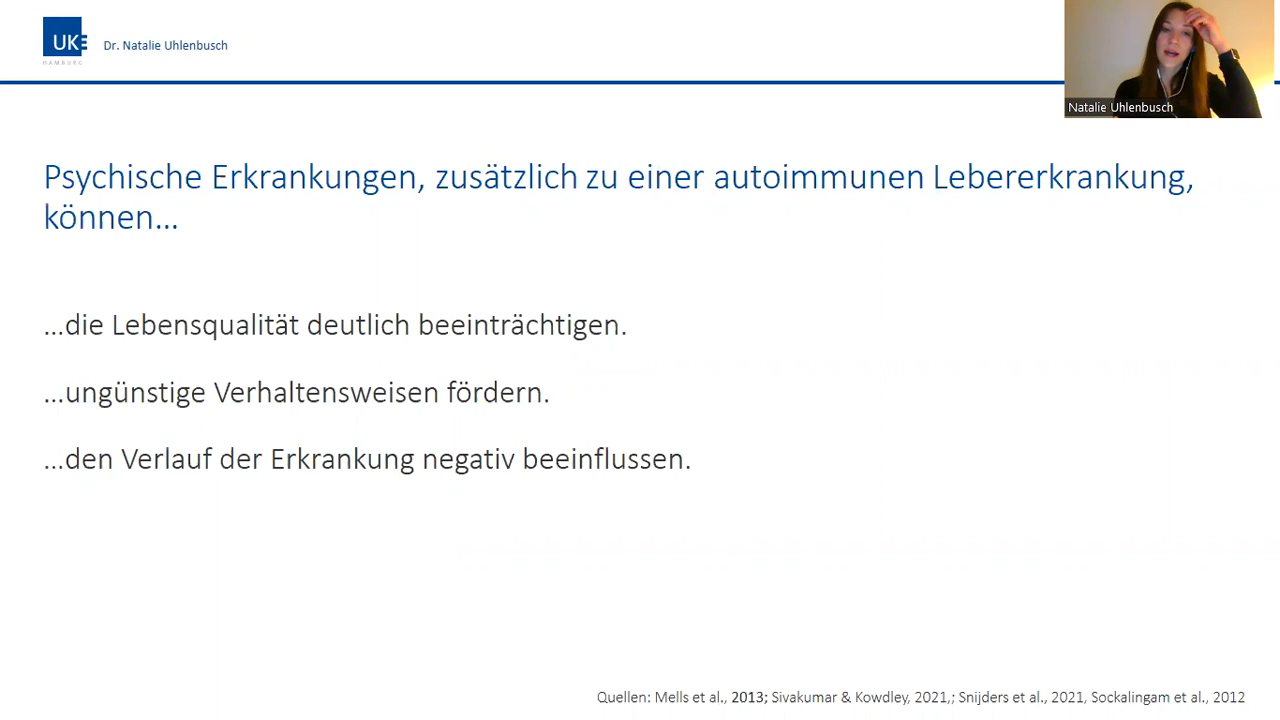 UKE
HAMBURG
Dr. Natalie Uhlenbusch
Natalie Uhlenbusch
Psychische Erkrankungen, zusätzlich zu einer autoimmunen Lebererkrankung,
können…
…die Lebensqualität deutlich beeinträchtigen.
…ungünstige Verhaltensweisen fördern.
…den Verlauf der Erkrankung negativ beeinflussen.
Quellen: Mells et al., 2013; Sivakumar & Kowdley, 2021,; Snijders et al., 2021, Sockalingam et al., 2012